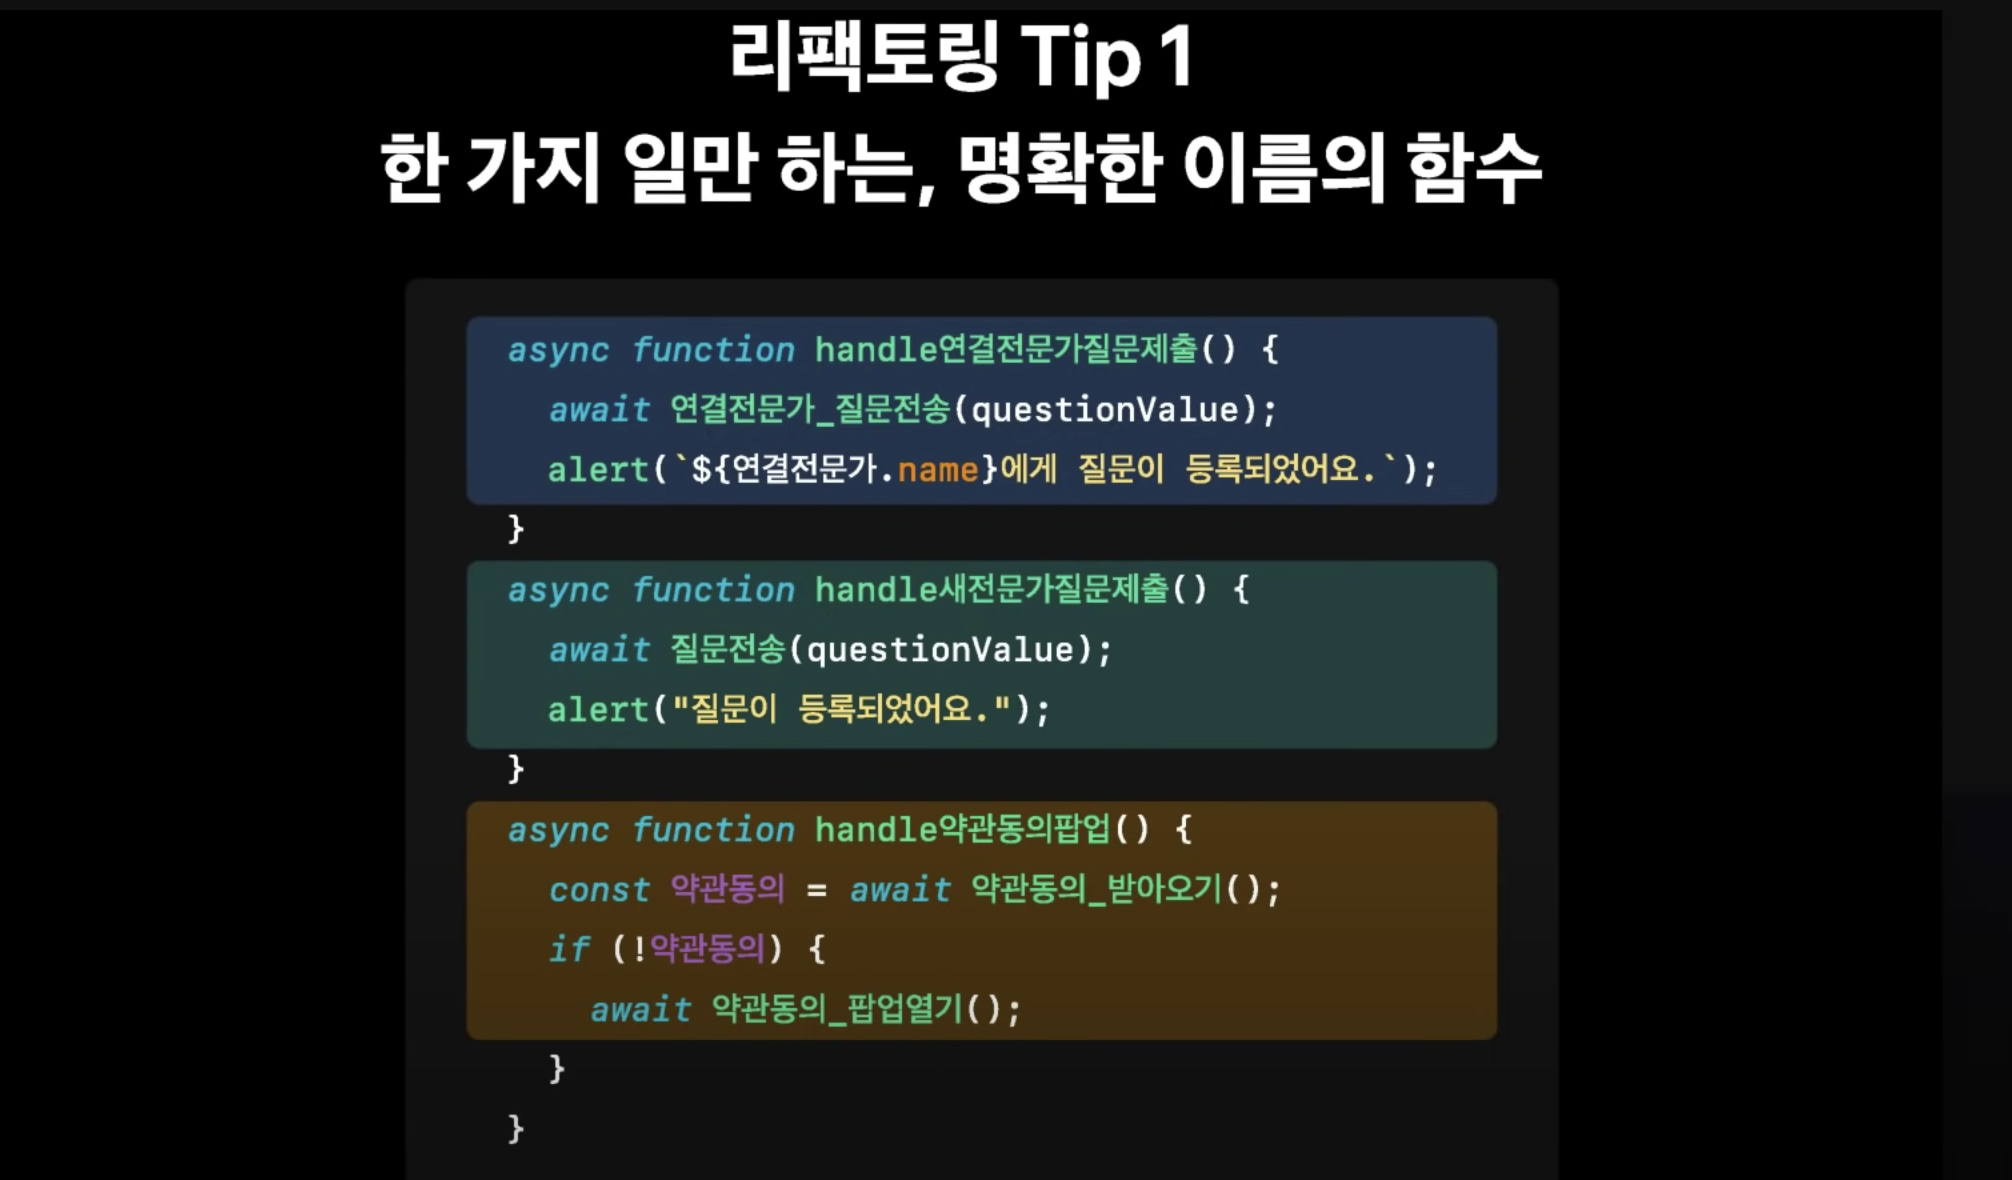 리팩토링 Tip 1
한 가지 일만 하는, 명확한 이름의 함수
async function handle연결전문가질문제출() {
await 연결전문가_질문전송(questionValue);
alert(`${연결전문가.name}에게 질문이 등록되었어요.`);
}
async function handle새전문가질문제출() {
await 질문전송(questionValue);
alert("질문이 등록되었어요.");
}
async function handle약관동의팝업() {
const 약관동의 = await 약관동의_받아오기();
if (!약관동의) {
await 약관동의_팝업열기();
}
}